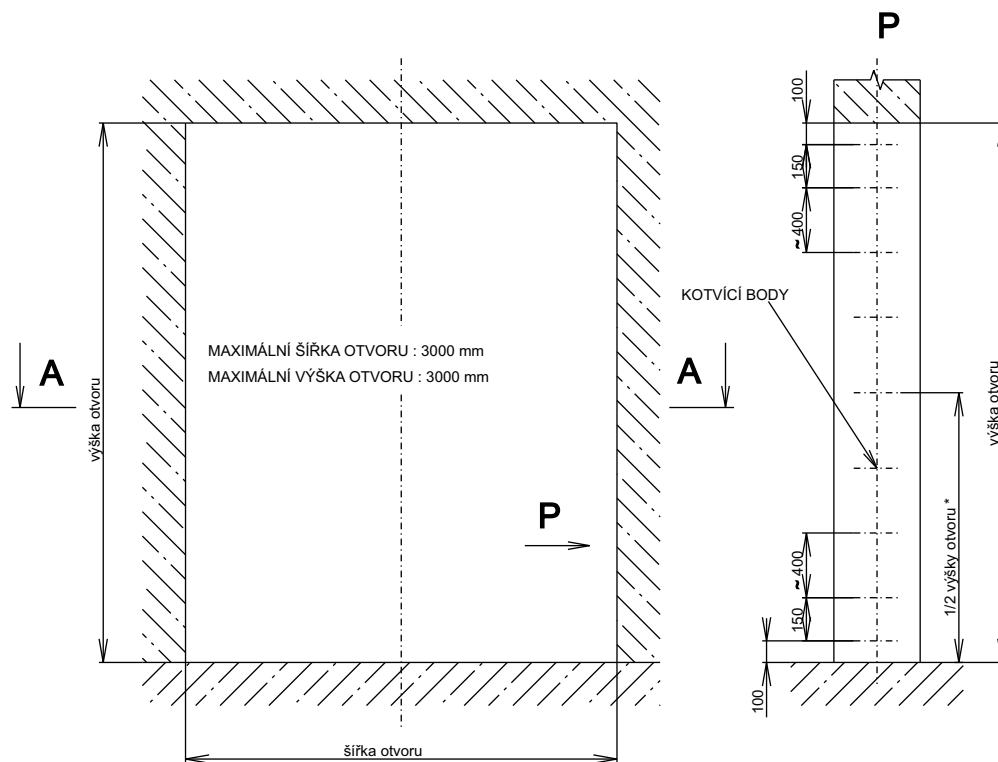 P
100
150
~400
KOTVÍCÍ BODY
MAXIMÁLNÍ ŠÍŘKA OTVORU : 3000 mm
MAXIMÁLNÍ VÝŠKA OTVORU : 3000 mm
A
A
výška otvoru
výška otvoru
P
~400
1/2 výšky otvoru *
150
100
šířka otvoru